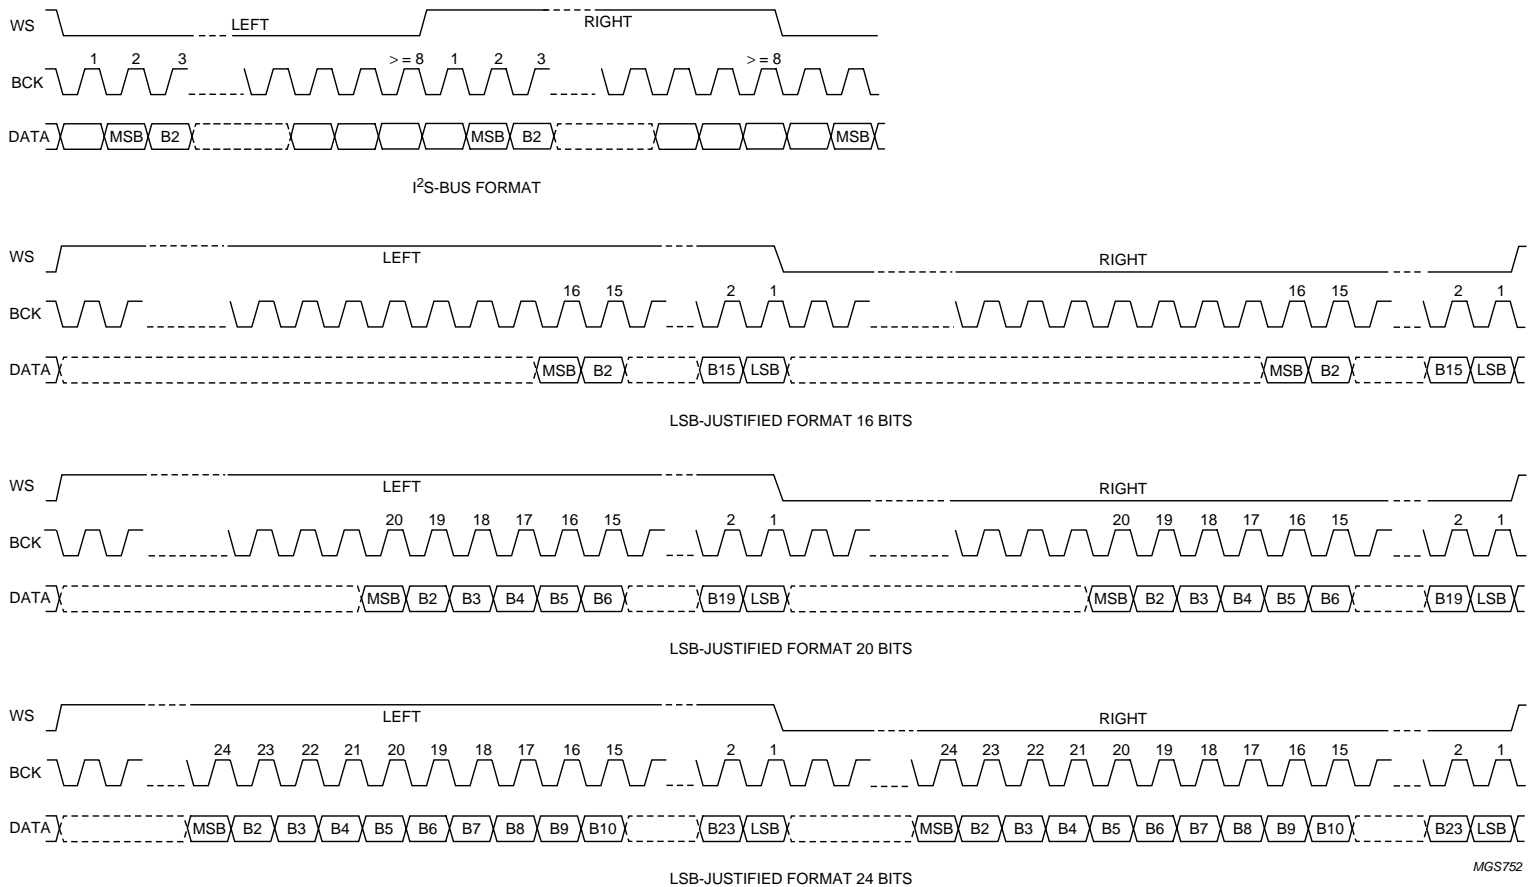 WS LEFT RIGHT
BCK 1 2 3 >=8 1 2 3 >=8
DATA MSB B2 MSB B2 MSB
I²S-BUS FORMAT
WS LEFT RIGHT
BCK 16 15 2 1 16 15 2 1
DATA MSB B2 B15 LSB MSB B2 B15 LSB
LSB-JUSTIFIED FORMAT 16 BITS
WS LEFT RIGHT
BCK 20 19 18 17 16 15 2 1 20 19 18 17 16 15 2 1
DATA MSB B2 B3 B4 B5 B6 B19 LSB MSB B2 B3 B4 B5 B6 B19 LSB
LSB-JUSTIFIED FORMAT 20 BITS
WS LEFT RIGHT
BCK 24 23 22 21 20 19 18 17 16 15 2 1 24 23 22 21 20 19 18 17 16 15 2 1
DATA MSB B2 B3 B4 B5 B6 B7 B8 B9 B10 B23 LSB MSB B2 B3 B4 B5 B6 B7 B8 B9 B10 B23 LSB
MGS752
LSB-JUSTIFIED FORMAT 24 BITS